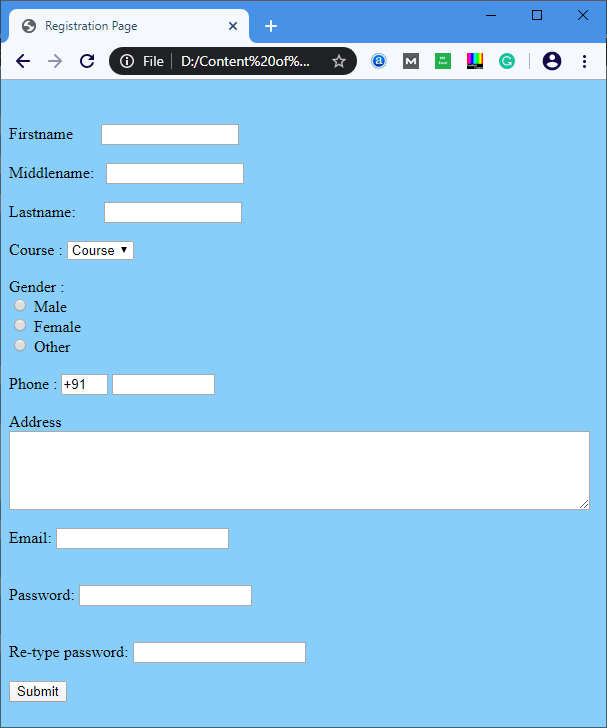 Registration Page
File D:/Content%20of%...
Firstname
Middlename:
Lastname:
Course : Course
Gender :
Male
Female
Other
Phone : +91
Address
Email:
Password:
Re-type password:
Submit